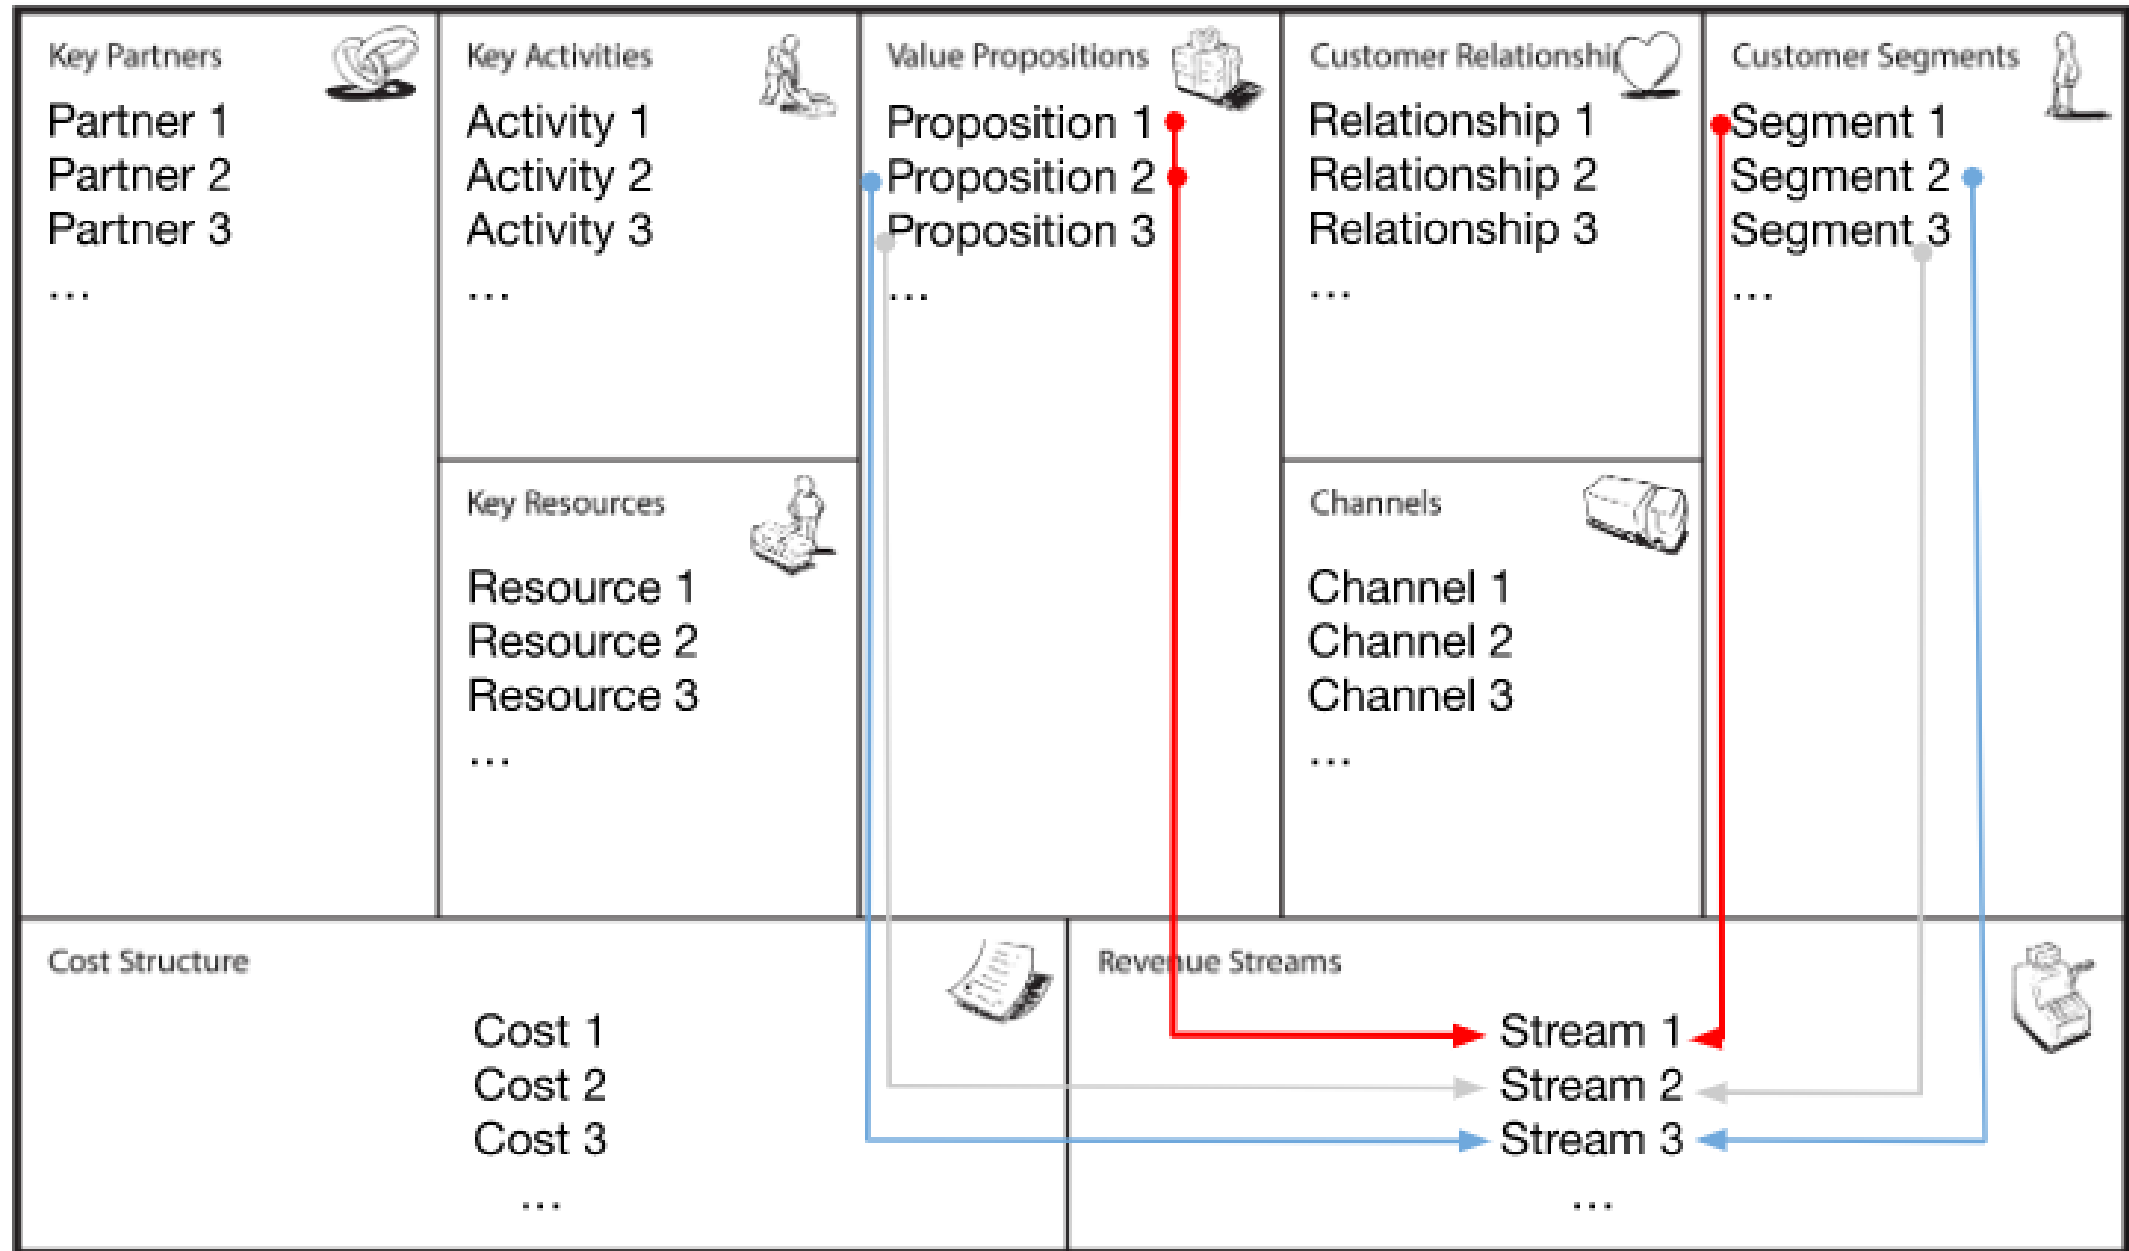 Key Partners
Partner 1
Partner 2
Partner 3
...
Key Activities
Activity 1
Activity 2
Activity 3
...
Key Resources
Resource 1
Resource 2
Resource 3
...
Value Propositions
Proposition 1
Proposition 2
Proposition 3
...
Customer Relationship
Relationship 1
Relationship 2
Relationship 3
...
Channels
Channel 1
Channel 2
Channel 3
...
Customer Segments
Segment 1
Segment 2
Segment 3
...
Cost Structure
Cost 1
Cost 2
Cost 3
...
Revenue Streams
Stream 1
Stream 2
Stream 3
...